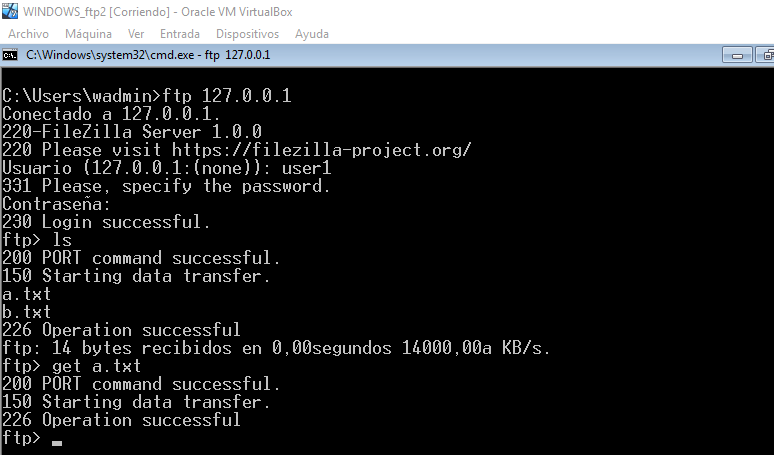 WINDOWS_ftp2 [Corriendo] - Oracle VM VirtualBox
Archivo Máquina Ver Entrada Dispositivos Ayuda
C:\Windows\system32\cmd.exe - ftp 127.0.0.1
C:\Users\wadmin>ftp 127.0.0.1
Conectado a 127.0.0.1.
220-FileZilla Server 1.0.0
220 Please visit https://filezilla-project.org/
Usuario (127.0.0.1:(none)): user1
331 Please, specify the password.
Contraseña:
230 Login successful.
ftp> ls
200 PORT command successful.
150 Starting data transfer.
a.txt
b.txt
226 Operation successful
ftp: 14 bytes recibidos en 0,00segundos 14000,00a KB/s.
ftp> get a.txt
200 PORT command successful.
150 Starting data transfer.
226 Operation successful
ftp> _